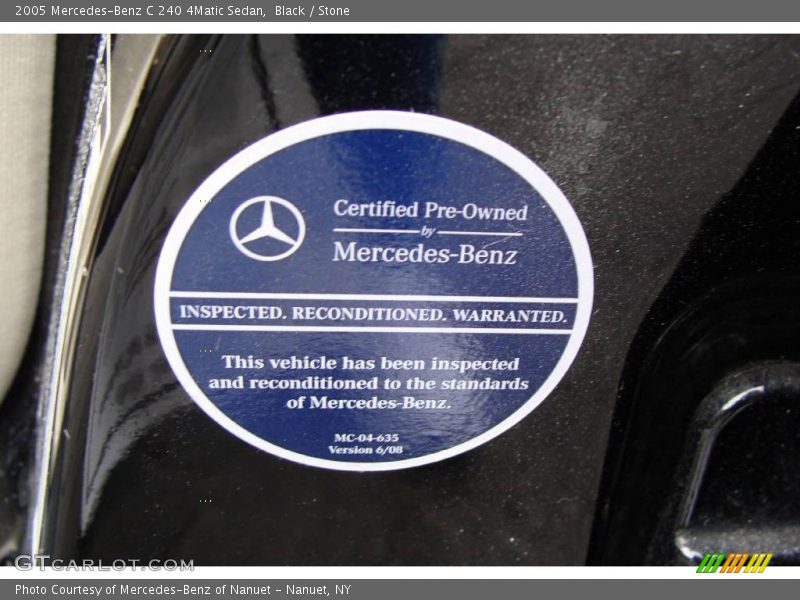 2005 Mercedes-Benz C 240 4Matic Sedan,  Black / Stone
Certified Pre-Owned
by
Mercedes-Benz
INSPECTED. RECONDITIONED. WARRANTED.
This vehicle has been inspected
and reconditioned to the standards
of Mercedes-Benz.
MC-04-635
Version 6/08
GTCARLOT.COM
Photo Courtesy of Mercedes-Benz of Nanuet - Nanuet, NY